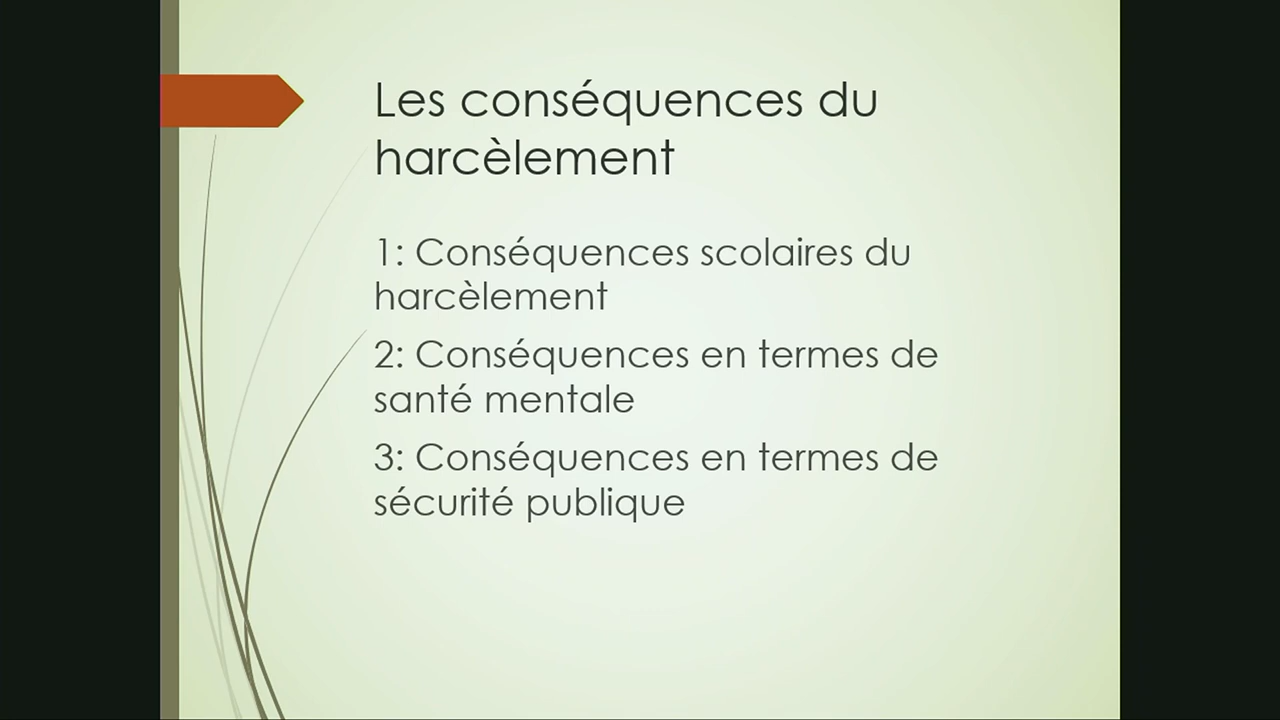 Les conséquences du
harcèlement
1: Conséquences scolaires du
harcèlement
2: Conséquences en termes de
santé mentale
3: Conséquences en termes de
sécurité publique